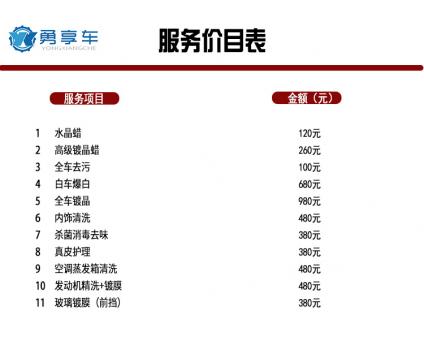 勇享车
YONGXIANGCHE
服务价目表
服务项目 金额（元）
1 水晶蜡 120元
2 高级镀晶蜡 260元
3 全车去污 100元
4 白车爆白 680元
5 全车镀晶 980元
6 内饰清洗 480元
7 杀菌消毒去味 380元
8 真皮护理 380元
9 空调蒸发箱清洗 480元
10 发动机精洗+镀膜 480元
11 玻璃镀膜（前挡） 380元